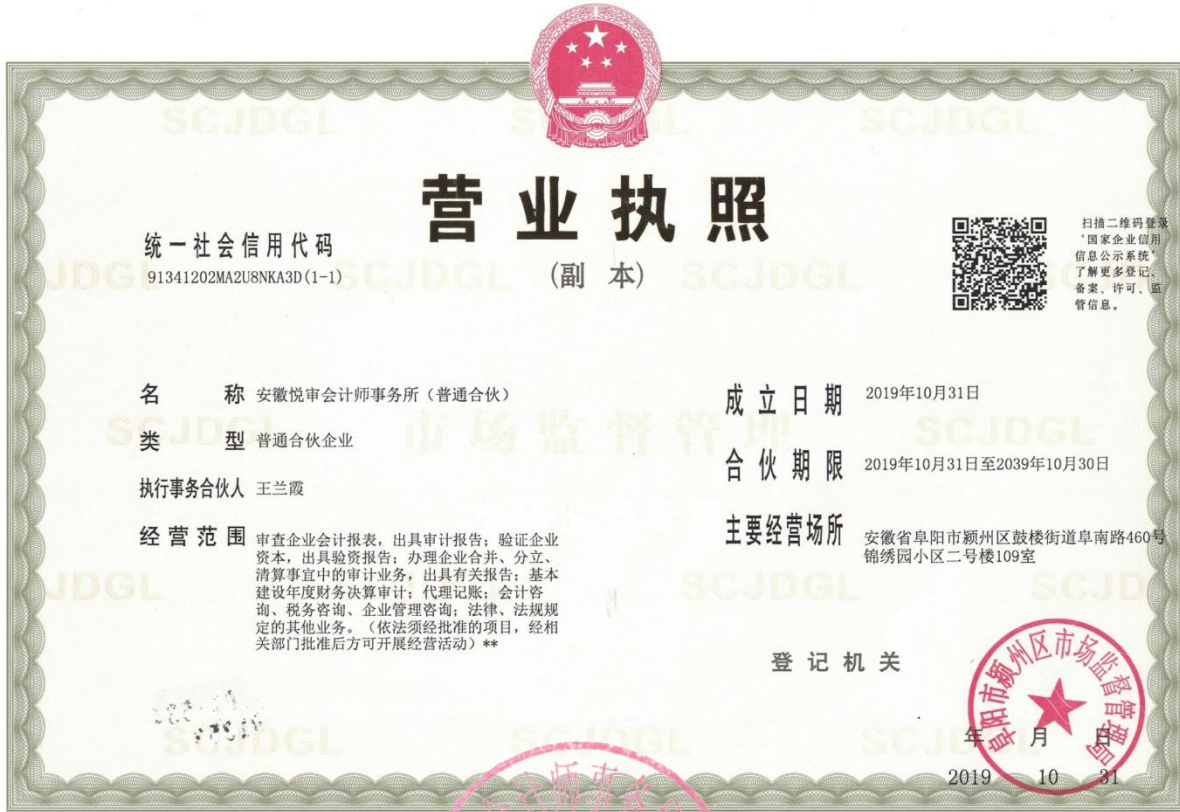 营业执照
(副 本)
统一社会信用代码
91341202MA2U8NKA3D(1-1)
扫描二维码登录
‘国家企业信用
信息公示系统’
了解更多登记、
备案、许可、监
管信息。
名 称 安徽悦审会计师事务所（普通合伙）
类 型 普通合伙企业
执行事务合伙人 王兰霞
经营范围 审查企业会计报表，出具审计报告；验证企业
资本，出具验资报告；办理企业合并、分立、
清算事宜中的审计业务，出具有关报告；基本
建设年度财务决算审计；代理记账；会计咨
询、税务咨询、企业管理咨询；法律、法规规
定的其他业务。（依法须经批准的项目，经相
关部门批准后方可开展经营活动）**
成立日期 2019年10月31日
合伙期限 2019年10月31日至2039年10月30日
主要经营场所 安徽省阜阳市颍州区鼓楼街道阜南路460号
锦绣园小区二号楼109室
登记机关
阜阳市颍州区市场监督管理局
年 月 日
2019 10 31
会计师事务
SCJDGL
市场监督管理